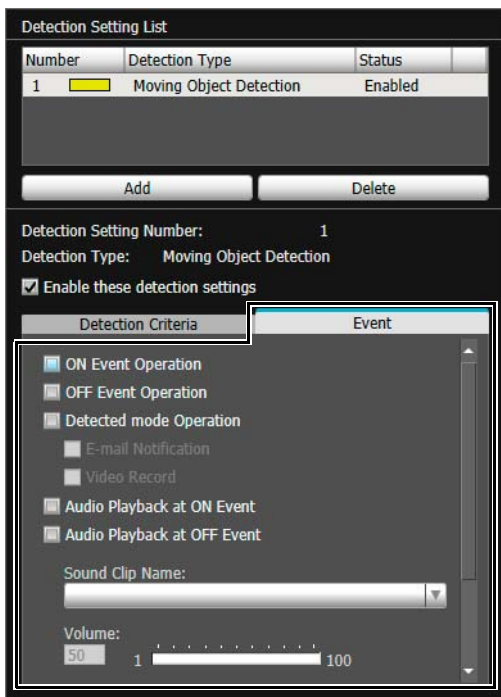 Detection Setting List
Number Detection Type Status
1 Moving Object Detection Enabled
Add Delete
Detection Setting Number: 1
Detection Type: Moving Object Detection
Enable these detection settings
Detection Criteria Event
ON Event Operation
OFF Event Operation
Detected mode Operation
E-mail Notification
Video Record
Audio Playback at ON Event
Audio Playback at OFF Event
Sound Clip Name:
Volume:
50 1 100